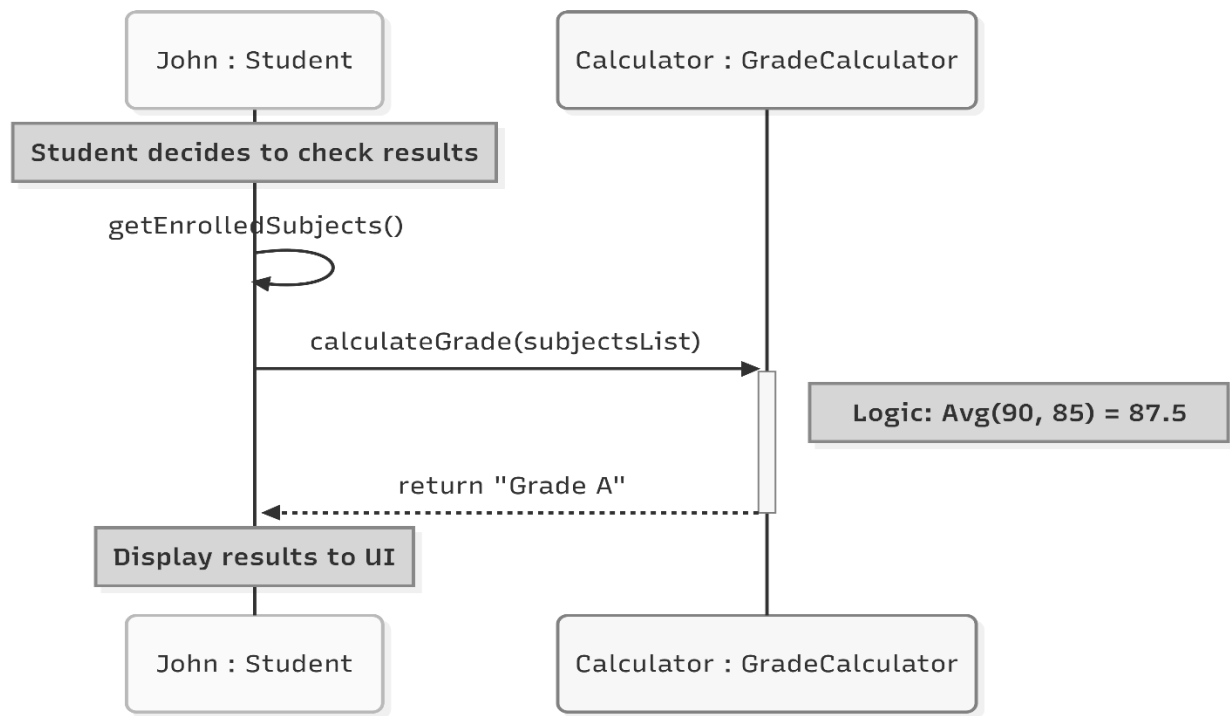 John : Student
Calculator : GradeCalculator
Student decides to check results
getEnrolledSubjects()
calculateGrade(subjectsList)
Logic: Avg(90, 85) = 87.5
return "Grade A"
Display results to UI
John : Student
Calculator : GradeCalculator